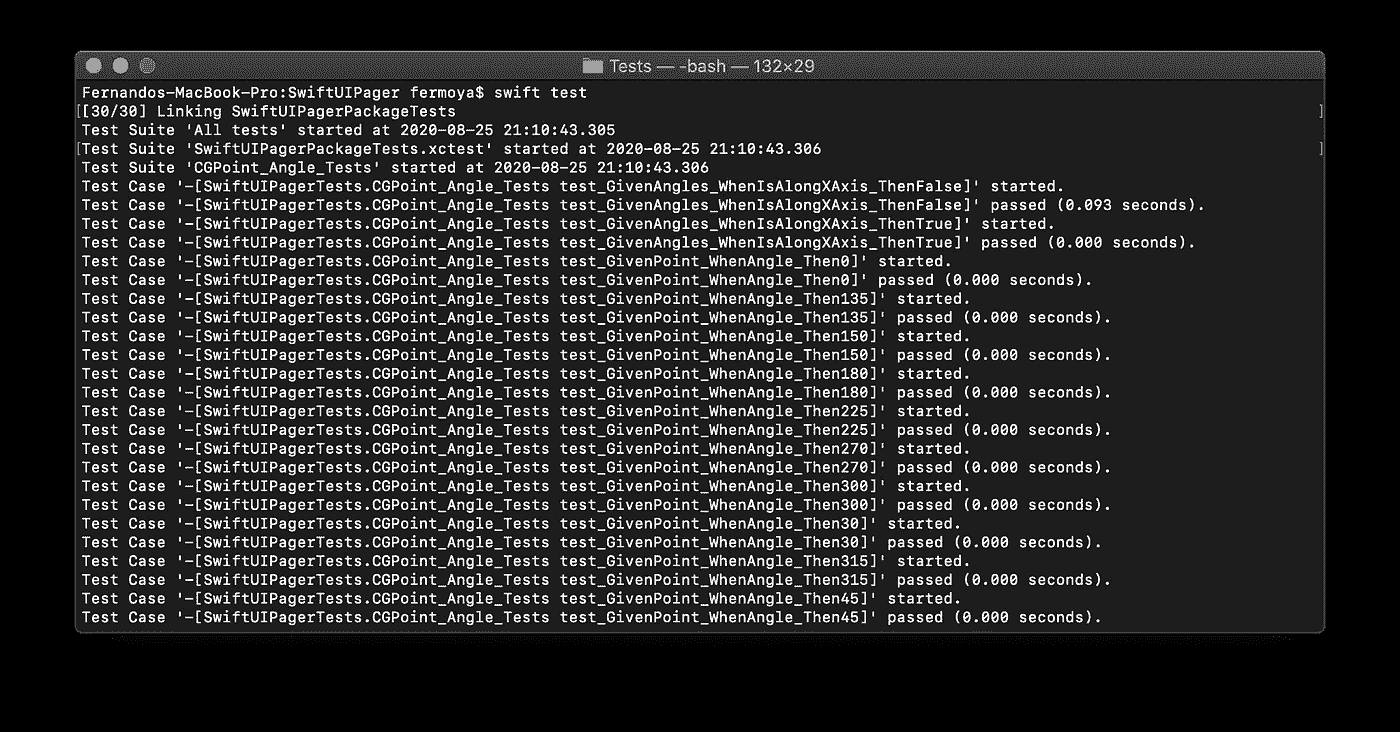 Tests — -bash — 132×29
Fernandos-MacBook-Pro:SwiftUIPager fermoya$ swift test
[[30/30] Linking SwiftUIPagerPackageTests ]
Test Suite 'All tests' started at 2020-08-25 21:10:43.305
[Test Suite 'SwiftUIPagerPackageTests.xctest' started at 2020-08-25 21:10:43.306 ]
Test Suite 'CGPoint_Angle_Tests' started at 2020-08-25 21:10:43.306
Test Case '-[SwiftUIPagerTests.CGPoint_Angle_Tests test_GivenAngles_WhenIsAlongXAxis_ThenFalse]' started.
Test Case '-[SwiftUIPagerTests.CGPoint_Angle_Tests test_GivenAngles_WhenIsAlongXAxis_ThenFalse]' passed (0.093 seconds).
Test Case '-[SwiftUIPagerTests.CGPoint_Angle_Tests test_GivenAngles_WhenIsAlongXAxis_ThenTrue]' started.
Test Case '-[SwiftUIPagerTests.CGPoint_Angle_Tests test_GivenAngles_WhenIsAlongXAxis_ThenTrue]' passed (0.000 seconds).
Test Case '-[SwiftUIPagerTests.CGPoint_Angle_Tests test_GivenPoint_WhenAngle_Then0]' started.
Test Case '-[SwiftUIPagerTests.CGPoint_Angle_Tests test_GivenPoint_WhenAngle_Then0]' passed (0.000 seconds).
Test Case '-[SwiftUIPagerTests.CGPoint_Angle_Tests test_GivenPoint_WhenAngle_Then135]' started.
Test Case '-[SwiftUIPagerTests.CGPoint_Angle_Tests test_GivenPoint_WhenAngle_Then135]' passed (0.000 seconds).
Test Case '-[SwiftUIPagerTests.CGPoint_Angle_Tests test_GivenPoint_WhenAngle_Then150]' started.
Test Case '-[SwiftUIPagerTests.CGPoint_Angle_Tests test_GivenPoint_WhenAngle_Then150]' passed (0.000 seconds).
Test Case '-[SwiftUIPagerTests.CGPoint_Angle_Tests test_GivenPoint_WhenAngle_Then180]' started.
Test Case '-[SwiftUIPagerTests.CGPoint_Angle_Tests test_GivenPoint_WhenAngle_Then180]' passed (0.000 seconds).
Test Case '-[SwiftUIPagerTests.CGPoint_Angle_Tests test_GivenPoint_WhenAngle_Then225]' started.
Test Case '-[SwiftUIPagerTests.CGPoint_Angle_Tests test_GivenPoint_WhenAngle_Then225]' passed (0.000 seconds).
Test Case '-[SwiftUIPagerTests.CGPoint_Angle_Tests test_GivenPoint_WhenAngle_Then270]' started.
Test Case '-[SwiftUIPagerTests.CGPoint_Angle_Tests test_GivenPoint_WhenAngle_Then270]' passed (0.000 seconds).
Test Case '-[SwiftUIPagerTests.CGPoint_Angle_Tests test_GivenPoint_WhenAngle_Then300]' started.
Test Case '-[SwiftUIPagerTests.CGPoint_Angle_Tests test_GivenPoint_WhenAngle_Then300]' passed (0.000 seconds).
Test Case '-[SwiftUIPagerTests.CGPoint_Angle_Tests test_GivenPoint_WhenAngle_Then30]' started.
Test Case '-[SwiftUIPagerTests.CGPoint_Angle_Tests test_GivenPoint_WhenAngle_Then30]' passed (0.000 seconds).
Test Case '-[SwiftUIPagerTests.CGPoint_Angle_Tests test_GivenPoint_WhenAngle_Then315]' started.
Test Case '-[SwiftUIPagerTests.CGPoint_Angle_Tests test_GivenPoint_WhenAngle_Then315]' passed (0.000 seconds).
Test Case '-[SwiftUIPagerTests.CGPoint_Angle_Tests test_GivenPoint_WhenAngle_Then45]' started.
Test Case '-[SwiftUIPagerTests.CGPoint_Angle_Tests test_GivenPoint_WhenAngle_Then45]' passed (0.000 seconds).